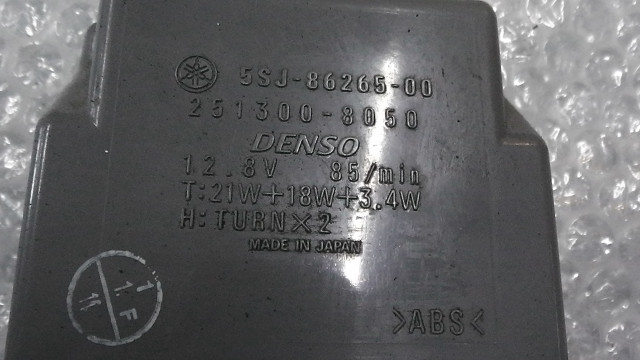 5SJ-86265-00
251300-8050
DENSO
12.8V 85/min
T:21W+18W+3.4W
H:TURN×2
MADE IN JAPAN
>ABS<